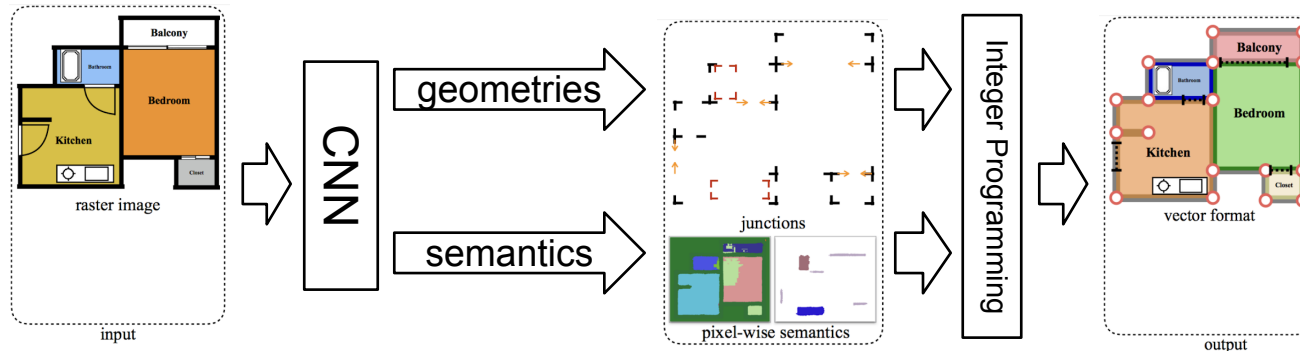 Balcony
Bathroom
Bedroom
Kitchen
Closet
raster image
input
CNN
geometries
semantics
junctions
pixel-wise semantics
Integer Programming
Balcony
Bathroom
Bedroom
Kitchen
Closet
vector format
output